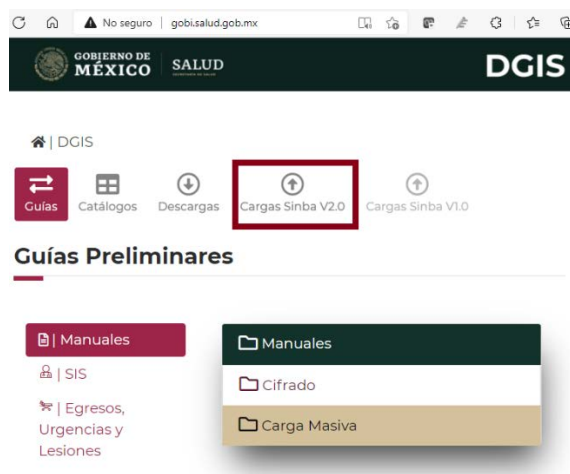 No seguro | gobi.salud.gob.mx
GOBIERNO DE
MÉXICO
SALUD
DGIS
| DGIS
Guías
Catálogos
Descargas
Cargas Sinba V2.0
Cargas Sinba V1.0
Guías Preliminares
| Manuales
| SIS
| Egresos,
Urgencias y
Lesiones
Manuales
Cifrado
Carga Masiva